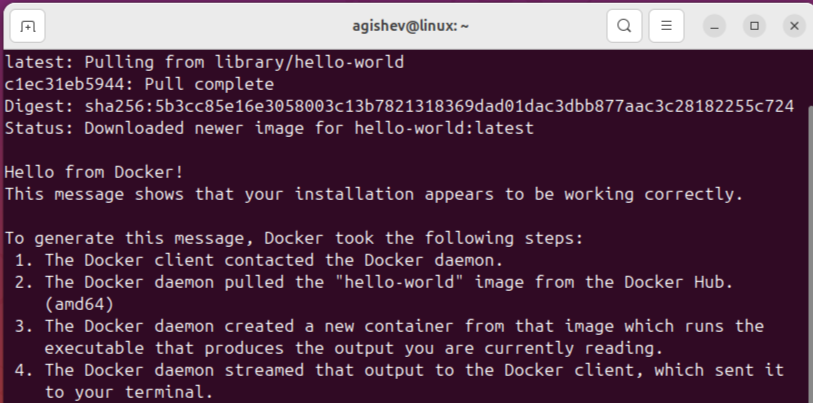 agishev@linux: ~
latest: Pulling from library/hello-world
c1ec31eb5944: Pull complete
Digest: sha256:5b3cc85e16e3058003c13b7821318369dad01dac3dbb877aac3c28182255c724
Status: Downloaded newer image for hello-world:latest
Hello from Docker!
This message shows that your installation appears to be working correctly.
To generate this message, Docker took the following steps:
1. The Docker client contacted the Docker daemon.
2. The Docker daemon pulled the "hello-world" image from the Docker Hub.
(amd64)
3. The Docker daemon created a new container from that image which runs the
executable that produces the output you are currently reading.
4. The Docker daemon streamed that output to the Docker client, which sent it
to your terminal.